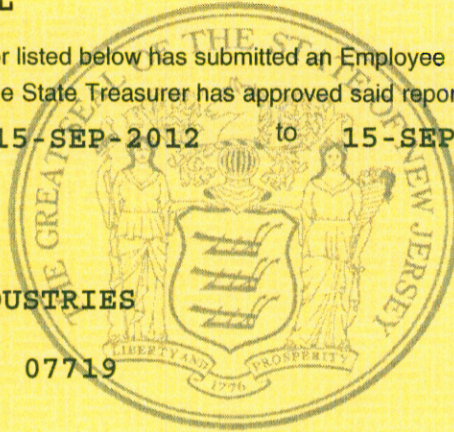 L
r listed below has submitted an Employee
e State Treasurer has approved said repor
15-SEP-2012 to 15-SEP
THE GREAT SEAL OF THE STATE OF NEW JERSEY
DUSTRIES
LIBERTY AND PROSPERITY
1776
07719